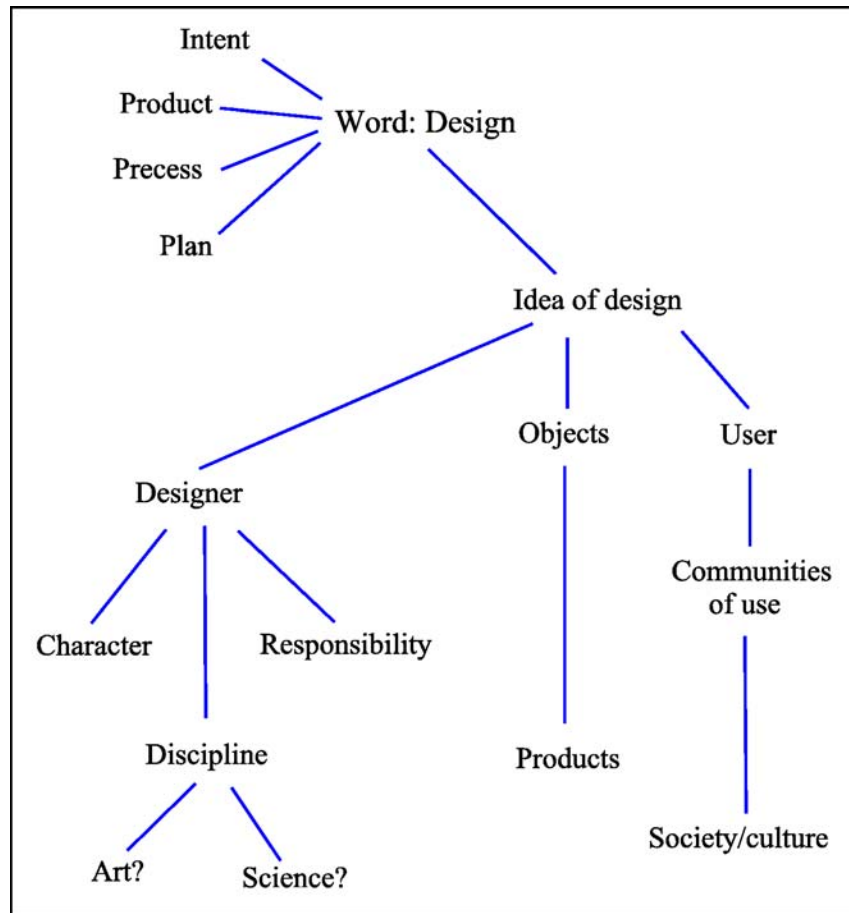 Intent
Product
Word: Design
Precess
Plan
Idea of design
Objects
User
Designer
Communities
of use
Character
Responsibility
Discipline
Products
Society/culture
Art?
Science?